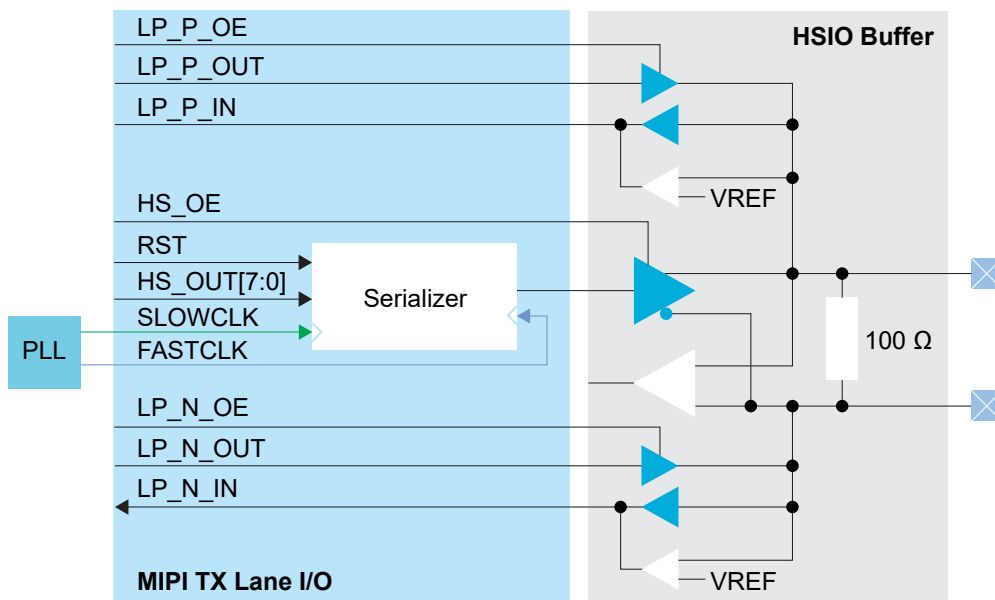 LP_P_OE
HSIO Buffer
LP_P_OUT
LP_P_IN
VREF
HS_OE
RST
HS_OUT[7:0]
Serializer
SLOWCLK
PLL
FASTCLK
100 Ω
LP_N_OE
LP_N_OUT
LP_N_IN
MIPI TX Lane I/O
VREF